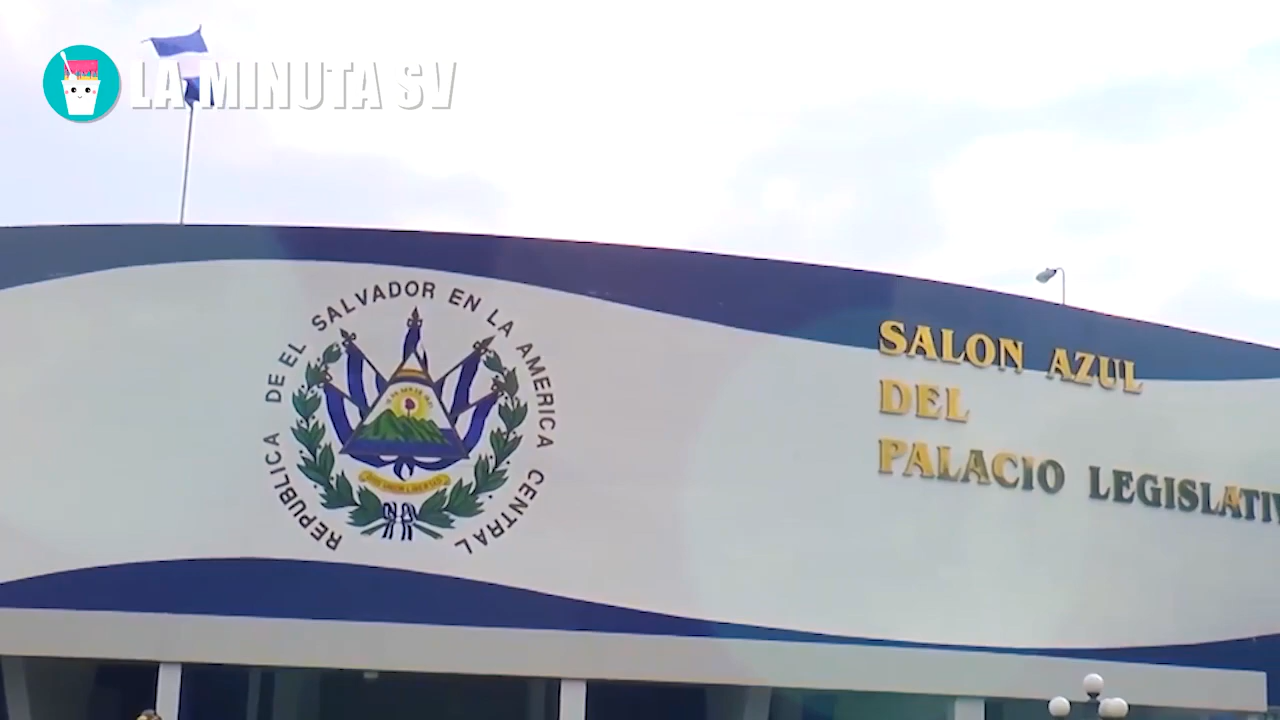 LA MINUTA SV
REPUBLICA DE EL SALVADOR EN LA AMERICA CENTRAL
SALON AZUL
DEL
PALACIO LEGISLATIV